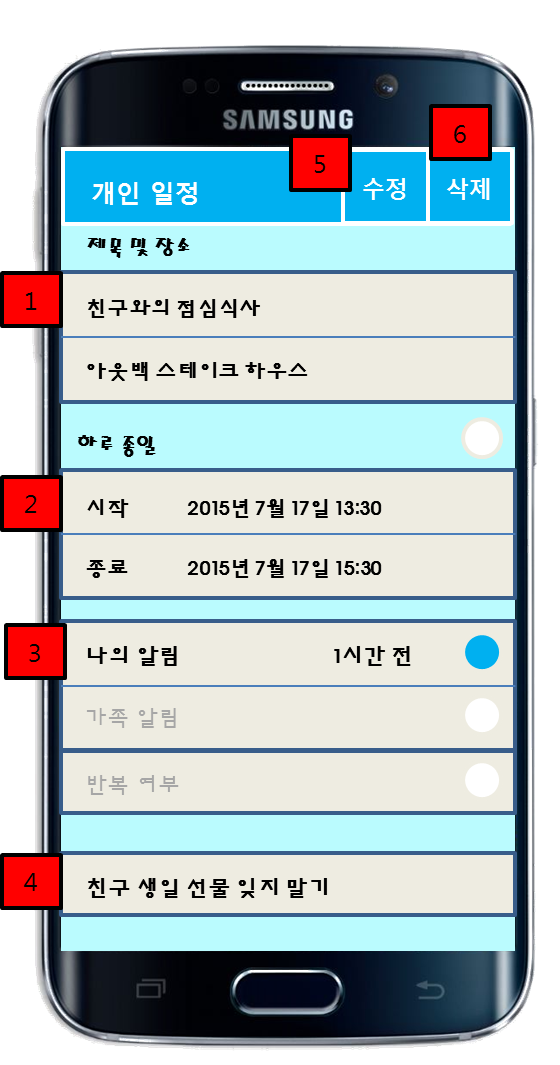 SAMSUNG
6
5
개인 일정 수정 삭제
제목 및 장소
1
친구와의 점심식사
아웃백 스테이크 하우스
하루 종일
2
시작 2015년 7월 17일 13:30
종료 2015년 7월 17일 15:30
3
나의 알림 1시간 전
가족 알림
반복 여부
4
친구 생일 선물 잊지 말기